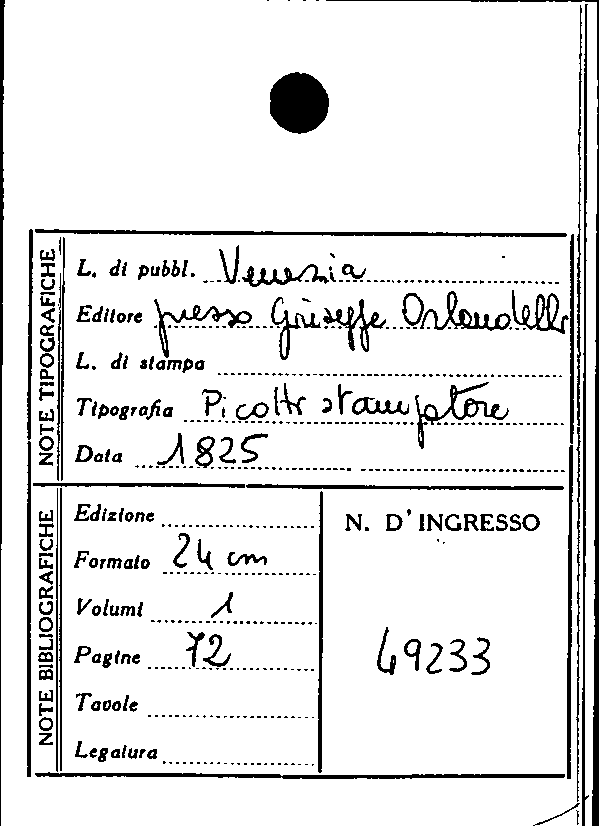 NOTE TIPOGRAFICHE
L. di pubbl. Venezia
Editore presso Giuseppe Orlandelli
L. di stampa
Tipografia Picotti stampatore
Data 1825
NOTE BIBLIOGRAFICHE
Edizione
Formato 24 cm
Volumi 1
Pagine 72
Tavole
Legatura
N. D'INGRESSO
49233